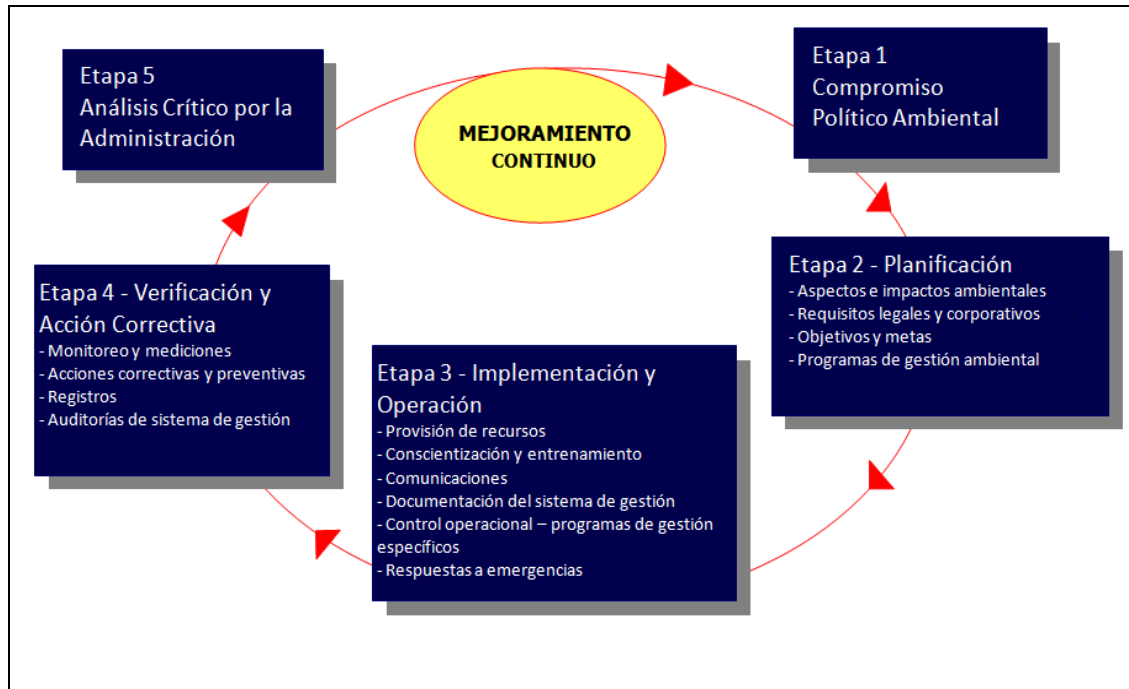 MEJORAMIENTO
CONTINUO
Etapa 1
Compromiso
Político Ambiental
Etapa 2 - Planificación
- Aspectos e impactos ambientales
- Requisitos legales y corporativos
- Objetivos y metas
- Programas de gestión ambiental
Etapa 3 - Implementación y
Operación
- Provisión de recursos
- Conscientización y entrenamiento
- Comunicaciones
- Documentación del sistema de gestión
- Control operacional – programas de gestión
específicos
- Respuestas a emergencias
Etapa 4 - Verificación y
Acción Correctiva
- Monitoreo y mediciones
- Acciones correctivas y preventivas
- Registros
- Auditorías de sistema de gestión
Etapa 5
Análisis Crítico por la
Administración